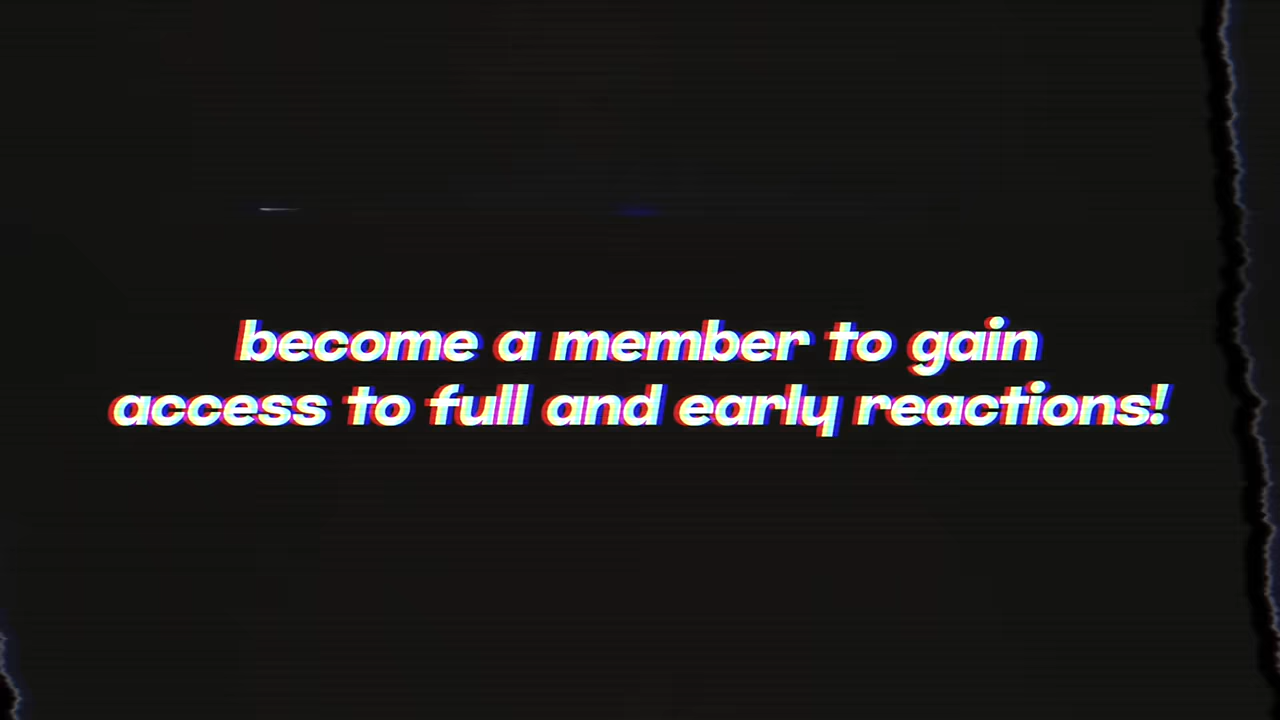 become a member to gain
access to full and early reactions!